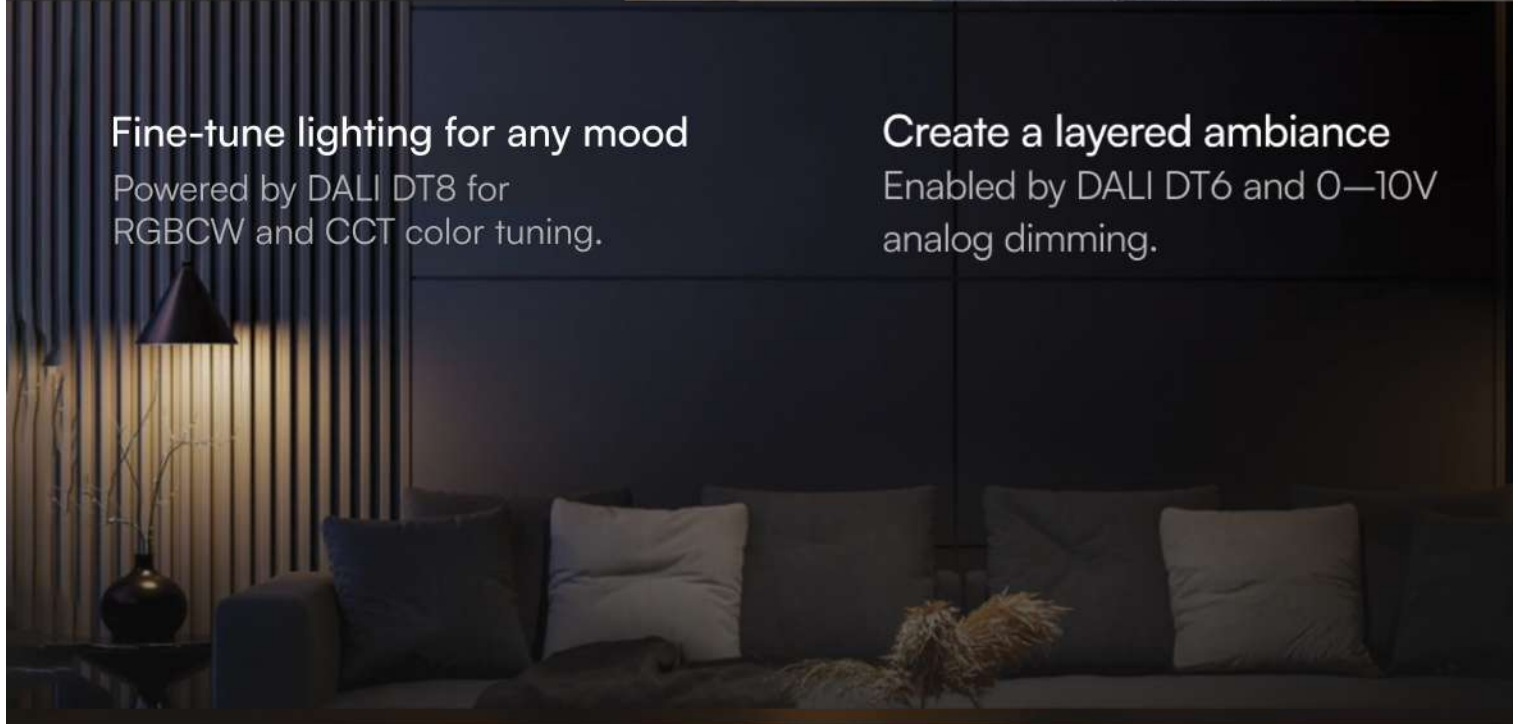 Fine-tune lighting for any mood
Powered by DALI DT8 for
RGBCW and CCT color tuning.
Create a layered ambiance
Enabled by DALI DT6 and 0—10V
analog dimming.